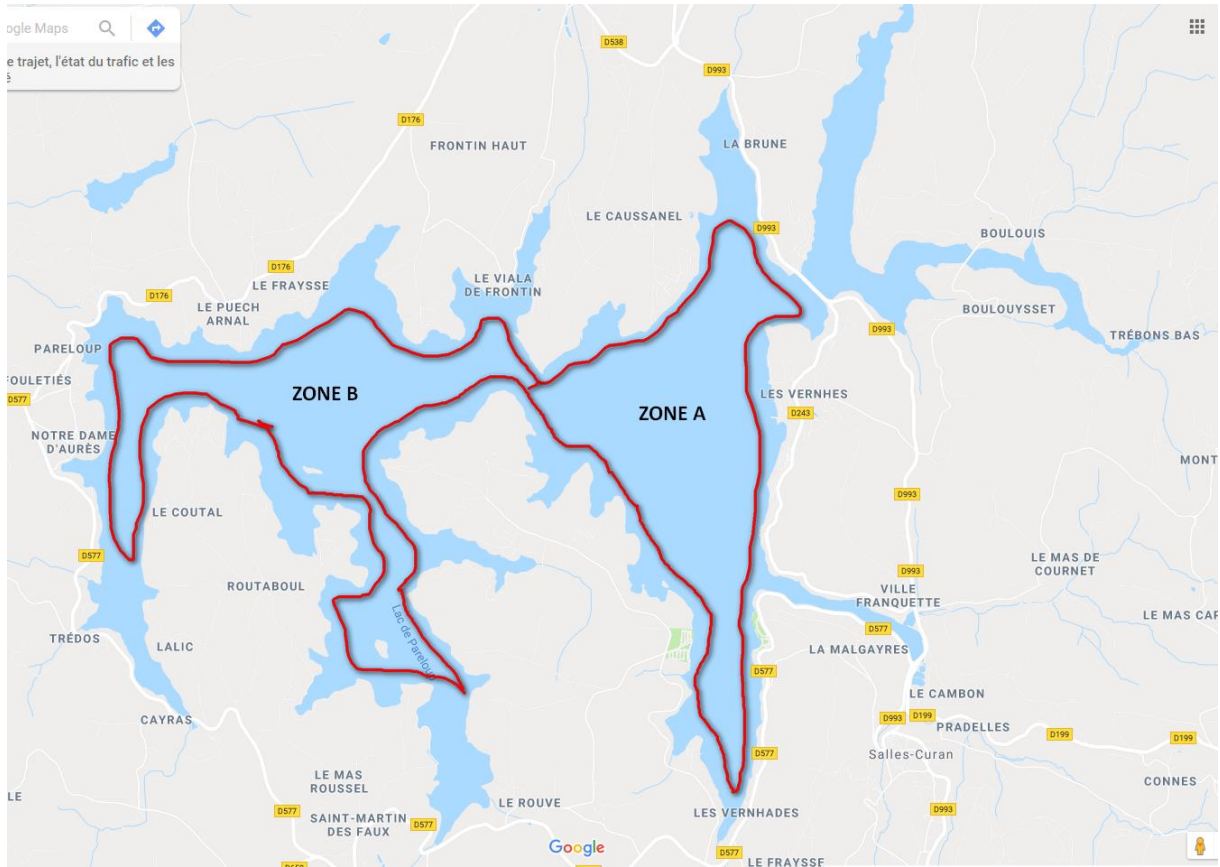 ogle Maps
e trajet, l'état du trafic et les
é
D538
D993
D176
FRONTIN HAUT
LA BRUNE
LE CAUSSANEL
D993
BOULOUIS
D176
LE FRAYSSE
LE VIALA
DE FRONTIN
D176
LE PUECH
ARNAL
BOULOUYSSET
D993
TRÉBONS BAS
PARELOUP
FOULETIÉS
D577
ZONE B
ZONE A
LES VERNHES
D243
NOTRE DAME
D'AURÈS
MONT
D993
LE COUTAL
D577
LE MAS DE
COURNET
D993
ROUTABOUL
VILLE
FRANQUETTE
Lac de Pareloup
LE MAS CAP
D577
TRÉDOS
LALIC
LA MALGAYRES
D577
LE CAMBON
CAYRAS
D993
D199
PRADELLES
D199
D199
D577
Salles-Curan
LE MAS
ROUSSEL
CONNES
LE
LE ROUVE
D577
SAINT-MARTIN
DES FAUX
D577
LES VERNHADES
D993
Google
D577
LE FRAYSSE